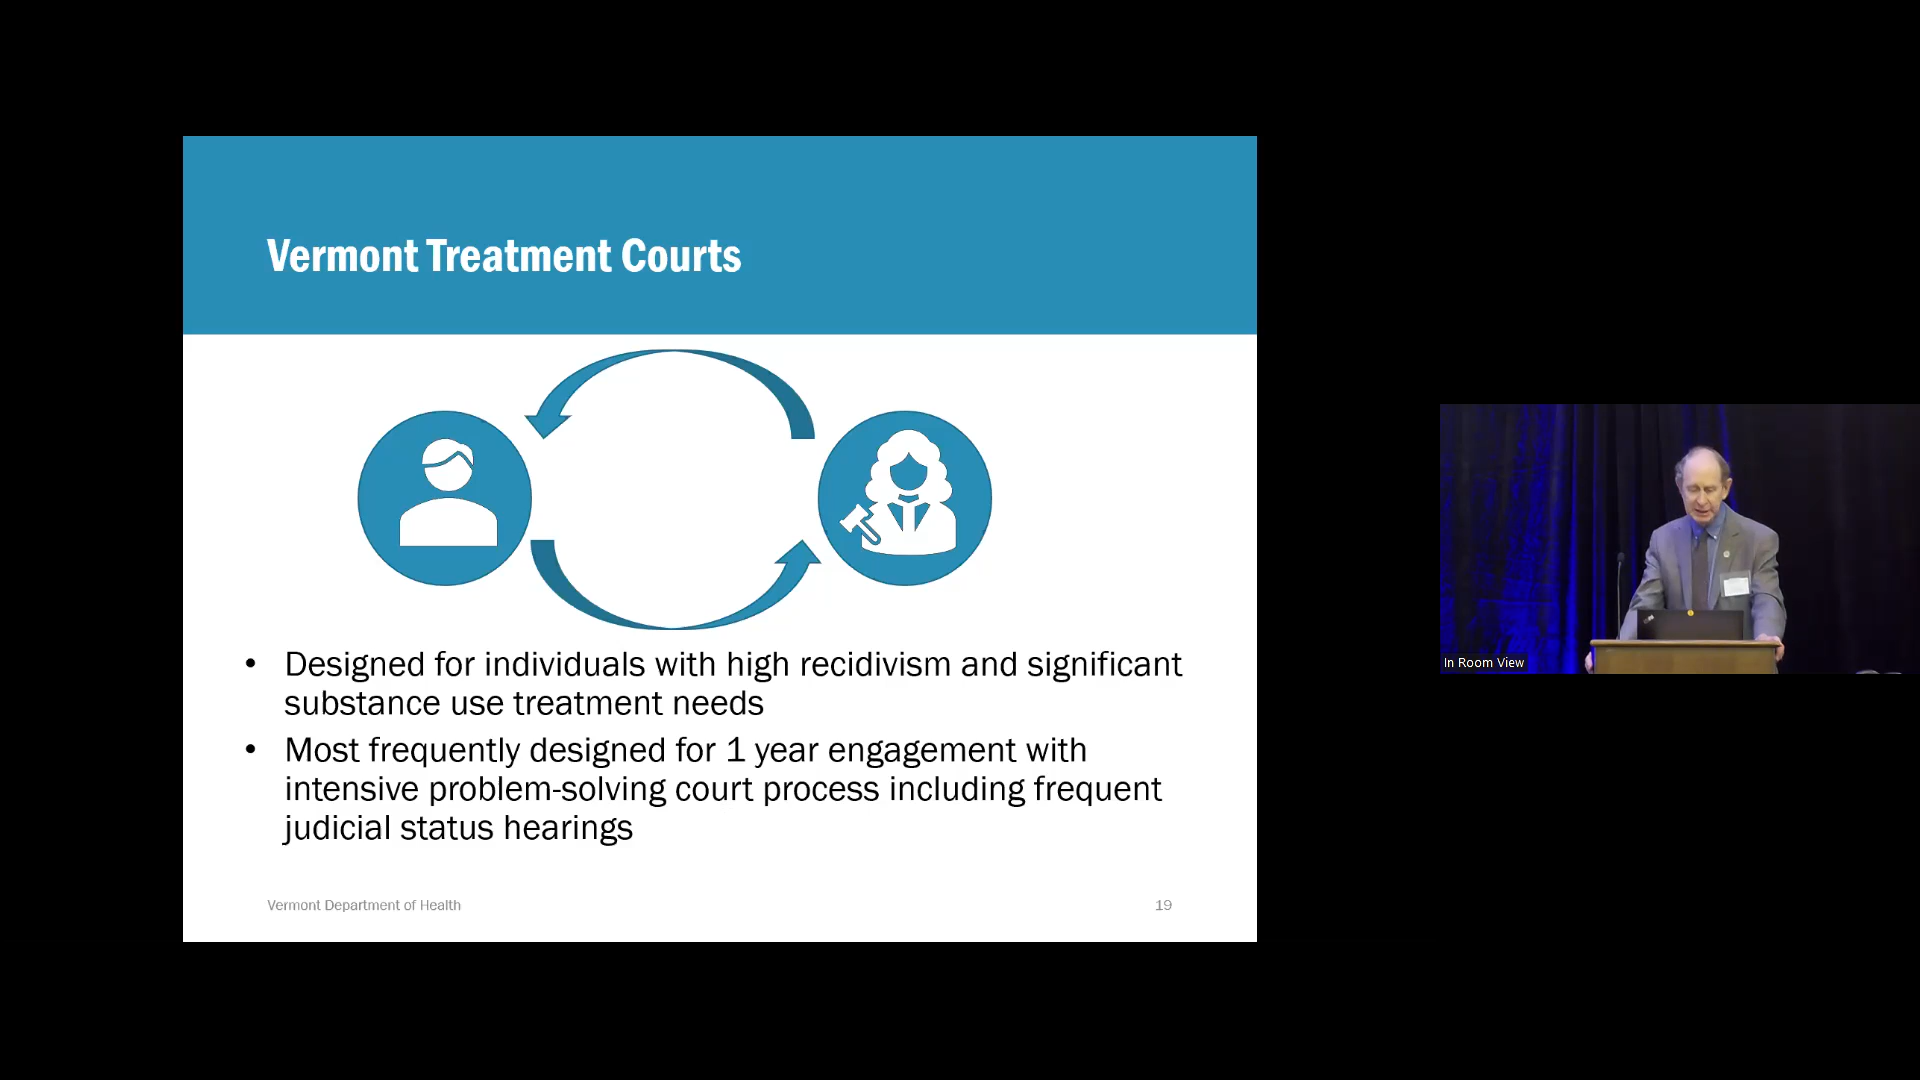 Vermont Treatment Courts
• Designed for individuals with high recidivism and significant
substance use treatment needs
• Most frequently designed for 1 year engagement with
intensive problem-solving court process including frequent
judicial status hearings
Vermont Department of Health
19
In Room View